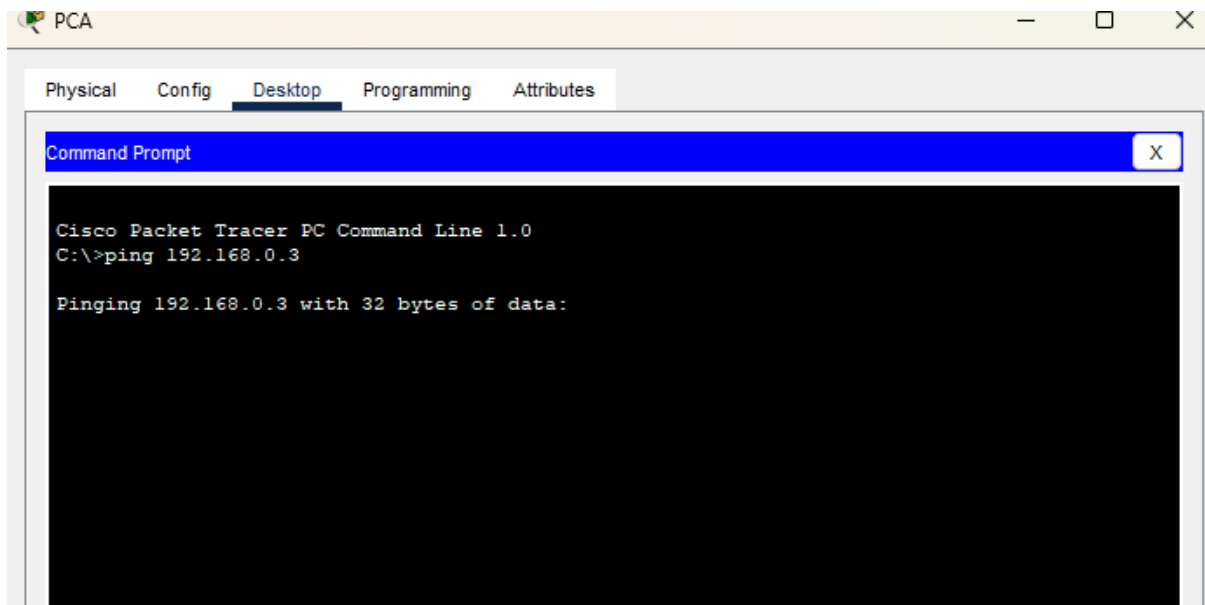 PCA
Physical Config Desktop Programming Attributes
Command Prompt
X
Cisco Packet Tracer PC Command Line 1.0
C:\>ping 192.168.0.3
Pinging 192.168.0.3 with 32 bytes of data: